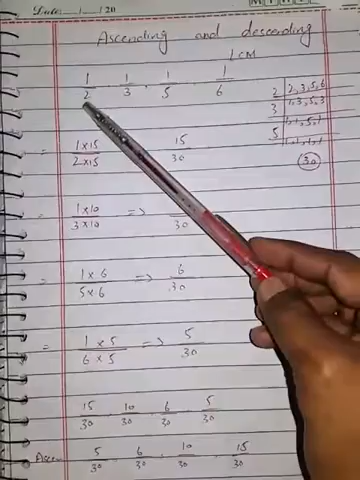 Date: 1 120
Ascending and descending
LCM
1/2 , 1/3 , 1/5 , 1/6
2 | 2, 3, 5, 6
3 | 1, 3, 5, 3
5 | 1, 1, 5, 1
1, 1, 1, 1
30
= 1×15/2×15 15/30
= 1×10/3×10 => /30
= 1×6/5×6 => 6/30
= 1×5/6×5 => 5/30
15/30 , 10/30 , 6/30 , 5/30
Ascen 5/30 , 6/30 , 10/30 , 15/30